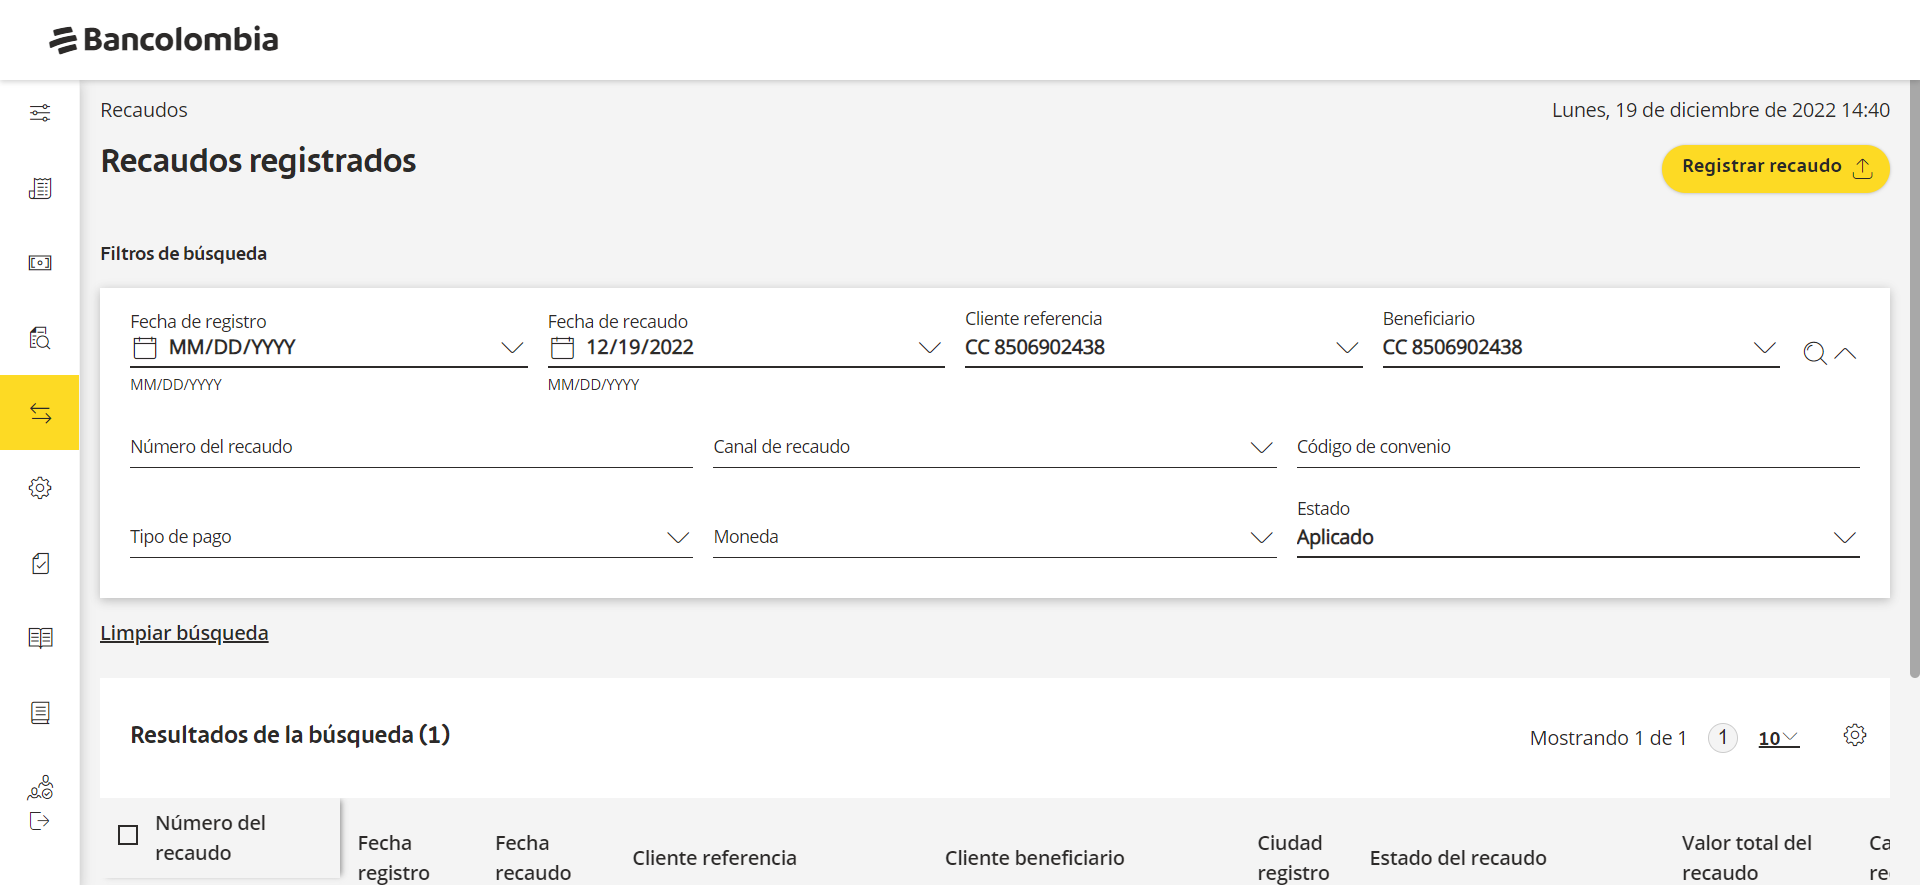 Bancolombia
Recaudos
Lunes, 19 de diciembre de 2022 14:40
Recaudos registrados
Registrar recaudo
Filtros de búsqueda
Fecha de registro
MM/DD/YYYY
MM/DD/YYYY
Fecha de recaudo
12/19/2022
MM/DD/YYYY
Cliente referencia
CC 8506902438
Beneficiario
CC 8506902438
Número del recaudo
Canal de recaudo
Código de convenio
Tipo de pago
Moneda
Estado
Aplicado
Limpiar búsqueda
Resultados de la búsqueda (1)
Mostrando 1 de 1
1
10
Número del
recaudo
Fecha
registro
Fecha
recaudo
Cliente referencia
Cliente beneficiario
Ciudad
registro
Estado del recaudo
Valor total del
recaudo